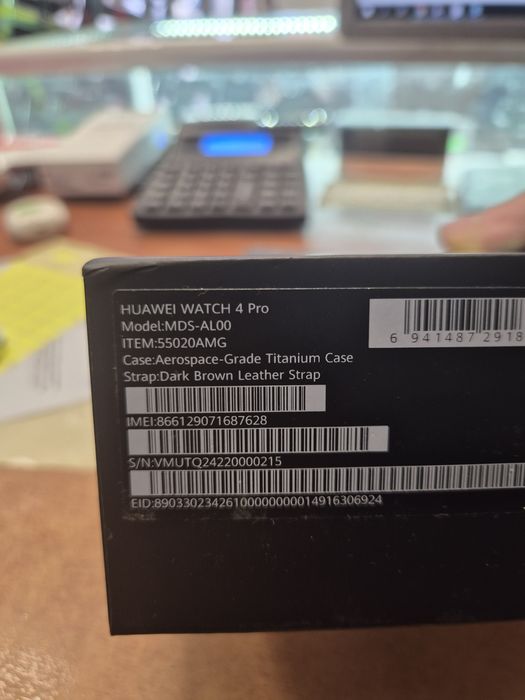 HUAWEI WATCH 4 Pro
Model:MDS-AL00
ITEM:55020AMG
Case:Aerospace-Grade Titanium Case
Strap:Dark Brown Leather Strap
6 941487 2918
IMEI:866129071687628
S/N:VMUTQ24220000215
EID:89033023426100000000014916306924